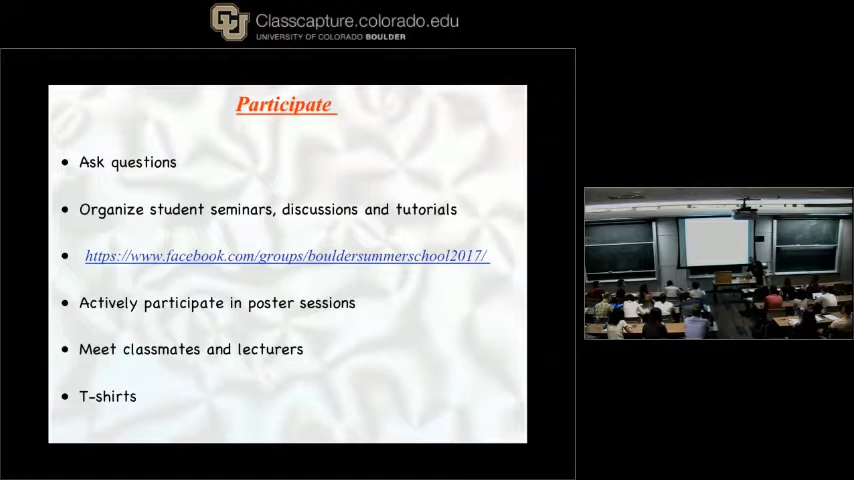 CU
Classcapture.colorado.edu
UNIVERSITY OF COLORADO BOULDER
Participate
• Ask questions
• Organize student seminars, discussions and tutorials
• https://www.facebook.com/groups/bouldersummerschool2017/
• Actively participate in poster sessions
• Meet classmates and lecturers
• T-shirts